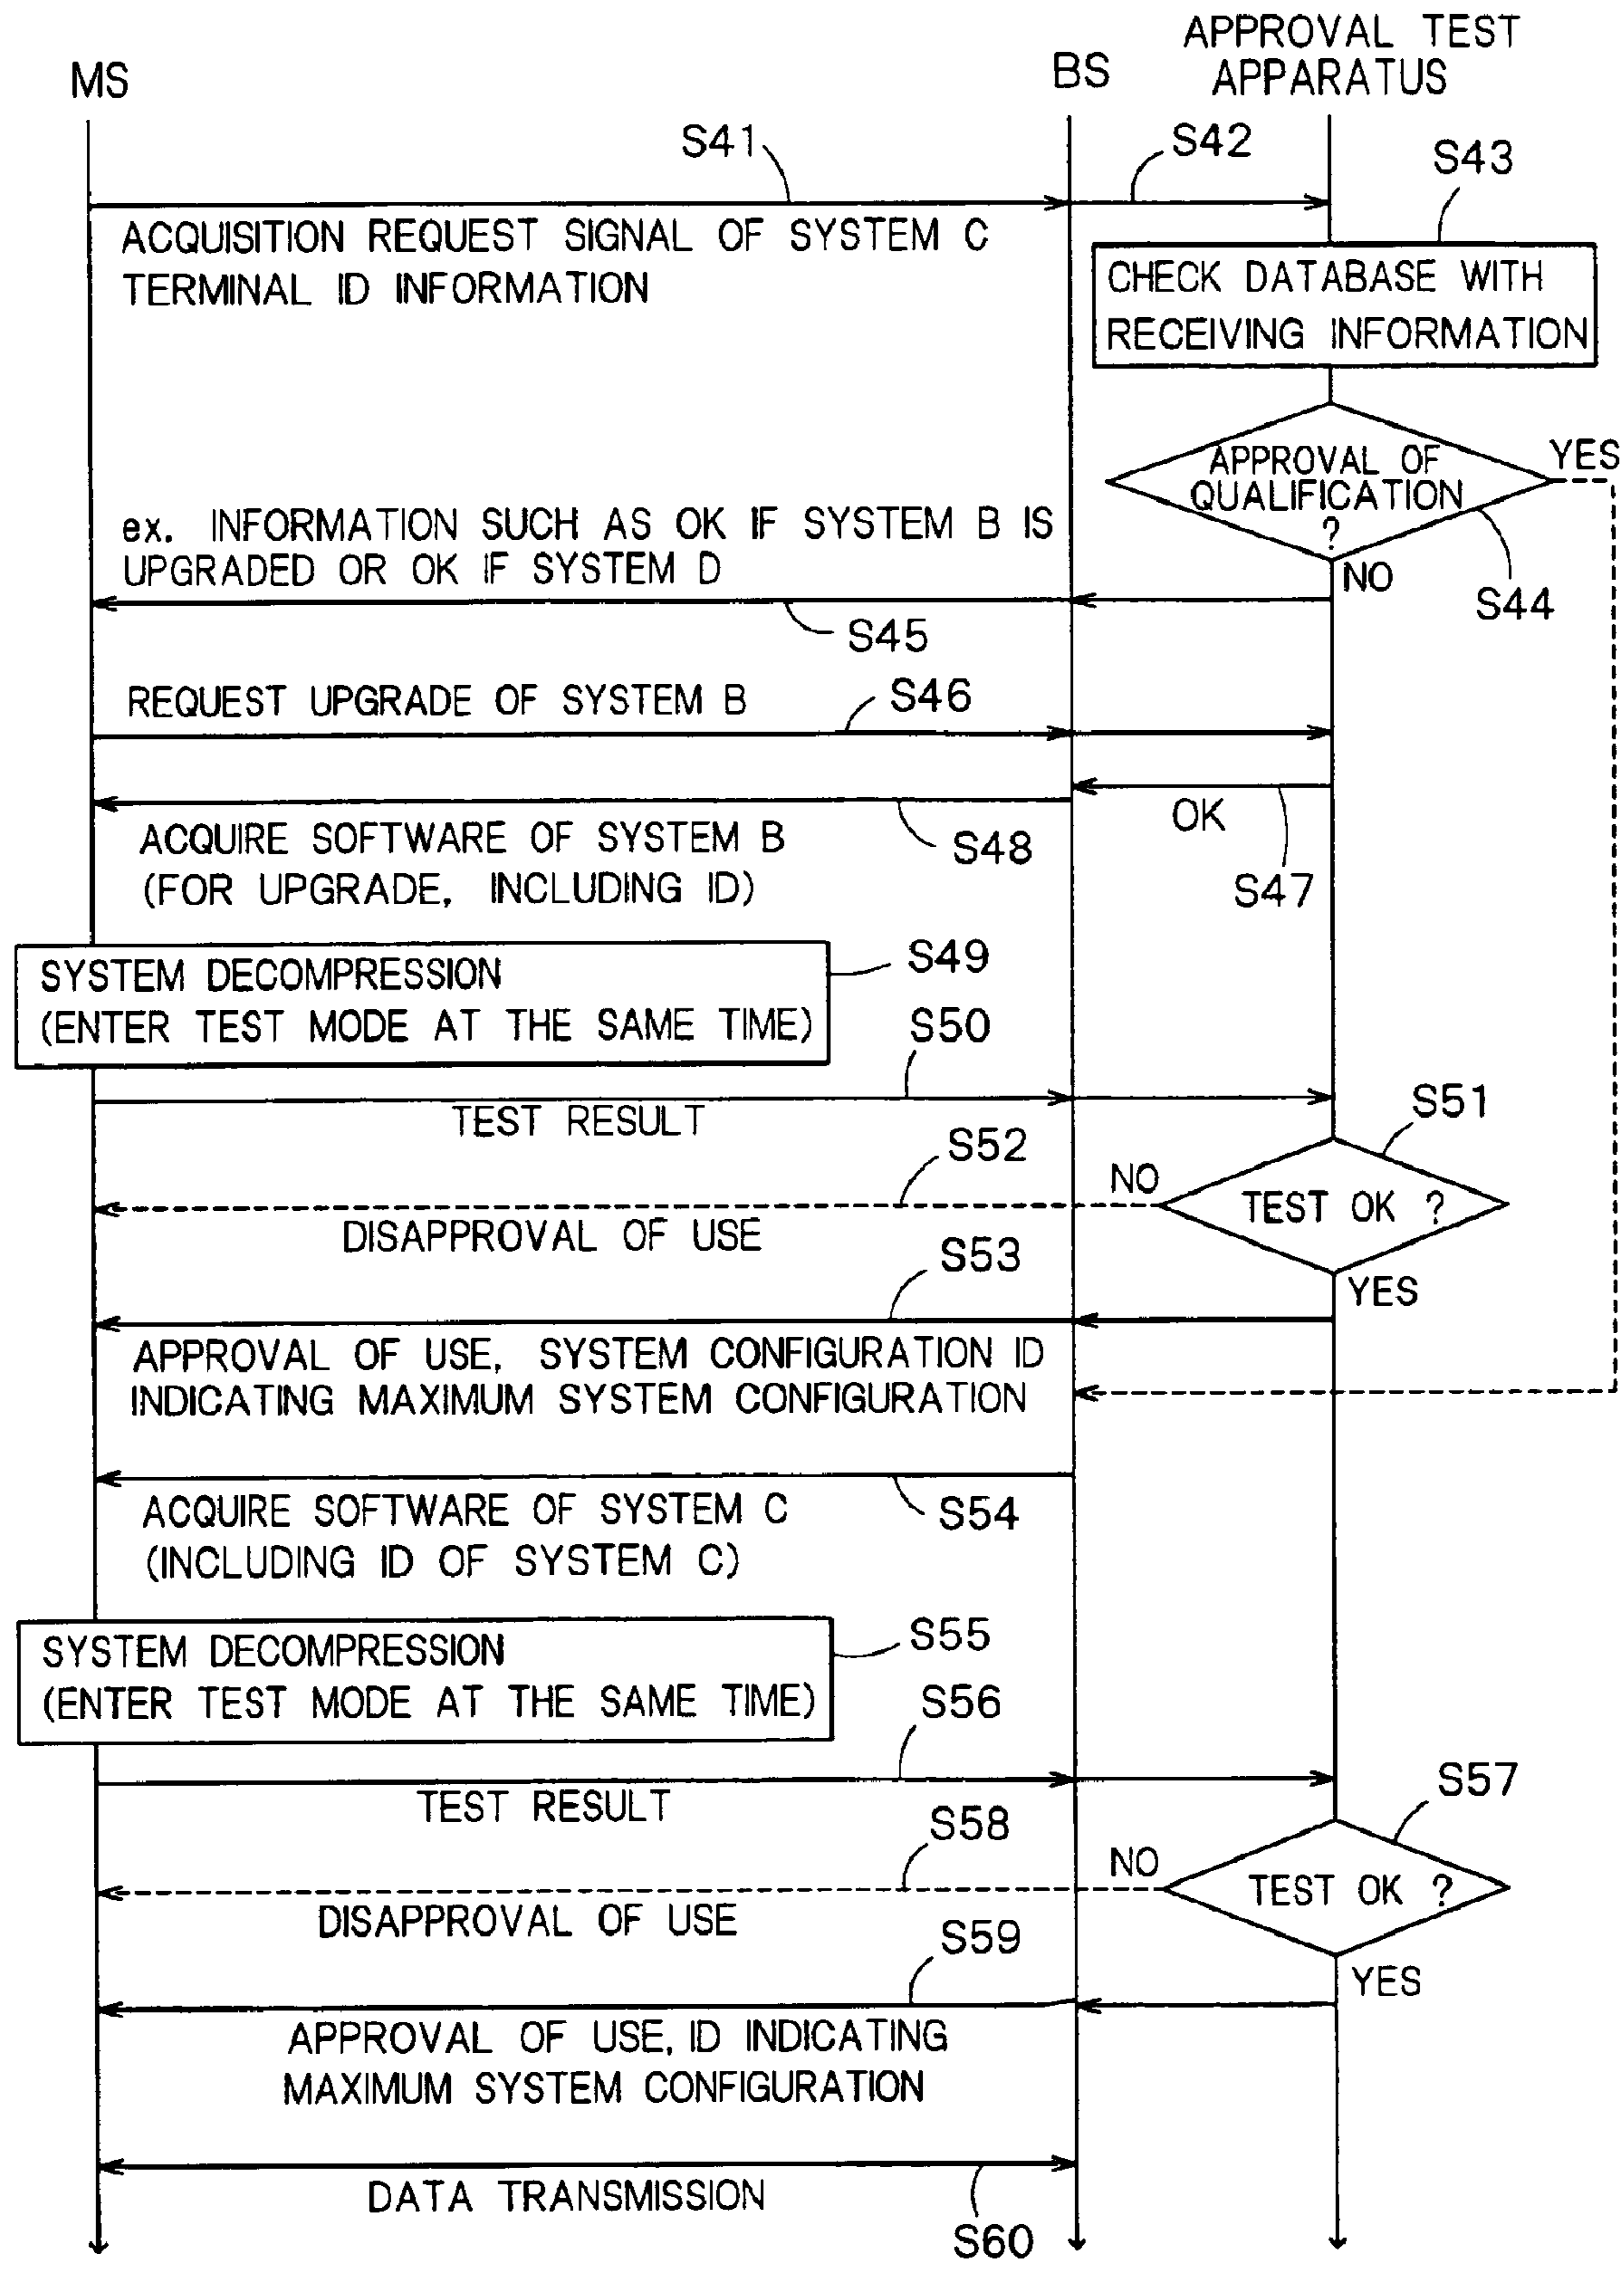 MS
BS
APPROVAL TEST
APPARATUS
S41
S42
S43
ACQUISITION REQUEST SIGNAL OF SYSTEM C
TERMINAL ID INFORMATION
CHECK DATABASE WITH
RECEIVING INFORMATION
APPROVAL OF
QUALIFICATION
?
YES
NO
S44
ex. INFORMATION SUCH AS OK IF SYSTEM B IS
UPGRADED OR OK IF SYSTEM D
S45
REQUEST UPGRADE OF SYSTEM B
S46
OK
S47
ACQUIRE SOFTWARE OF SYSTEM B
(FOR UPGRADE, INCLUDING ID)
S48
SYSTEM DECOMPRESSION
(ENTER TEST MODE AT THE SAME TIME)
S49
S50
TEST RESULT
S51
TEST OK ?
NO
S52
DISAPPROVAL OF USE
YES
S53
APPROVAL OF USE, SYSTEM CONFIGURATION ID
INDICATING MAXIMUM SYSTEM CONFIGURATION
ACQUIRE SOFTWARE OF SYSTEM C
(INCLUDING ID OF SYSTEM C)
S54
SYSTEM DECOMPRESSION
(ENTER TEST MODE AT THE SAME TIME)
S55
S56
TEST RESULT
S57
TEST OK ?
NO
S58
DISAPPROVAL OF USE
YES
S59
APPROVAL OF USE, ID INDICATING
MAXIMUM SYSTEM CONFIGURATION
DATA TRANSMISSION
S60